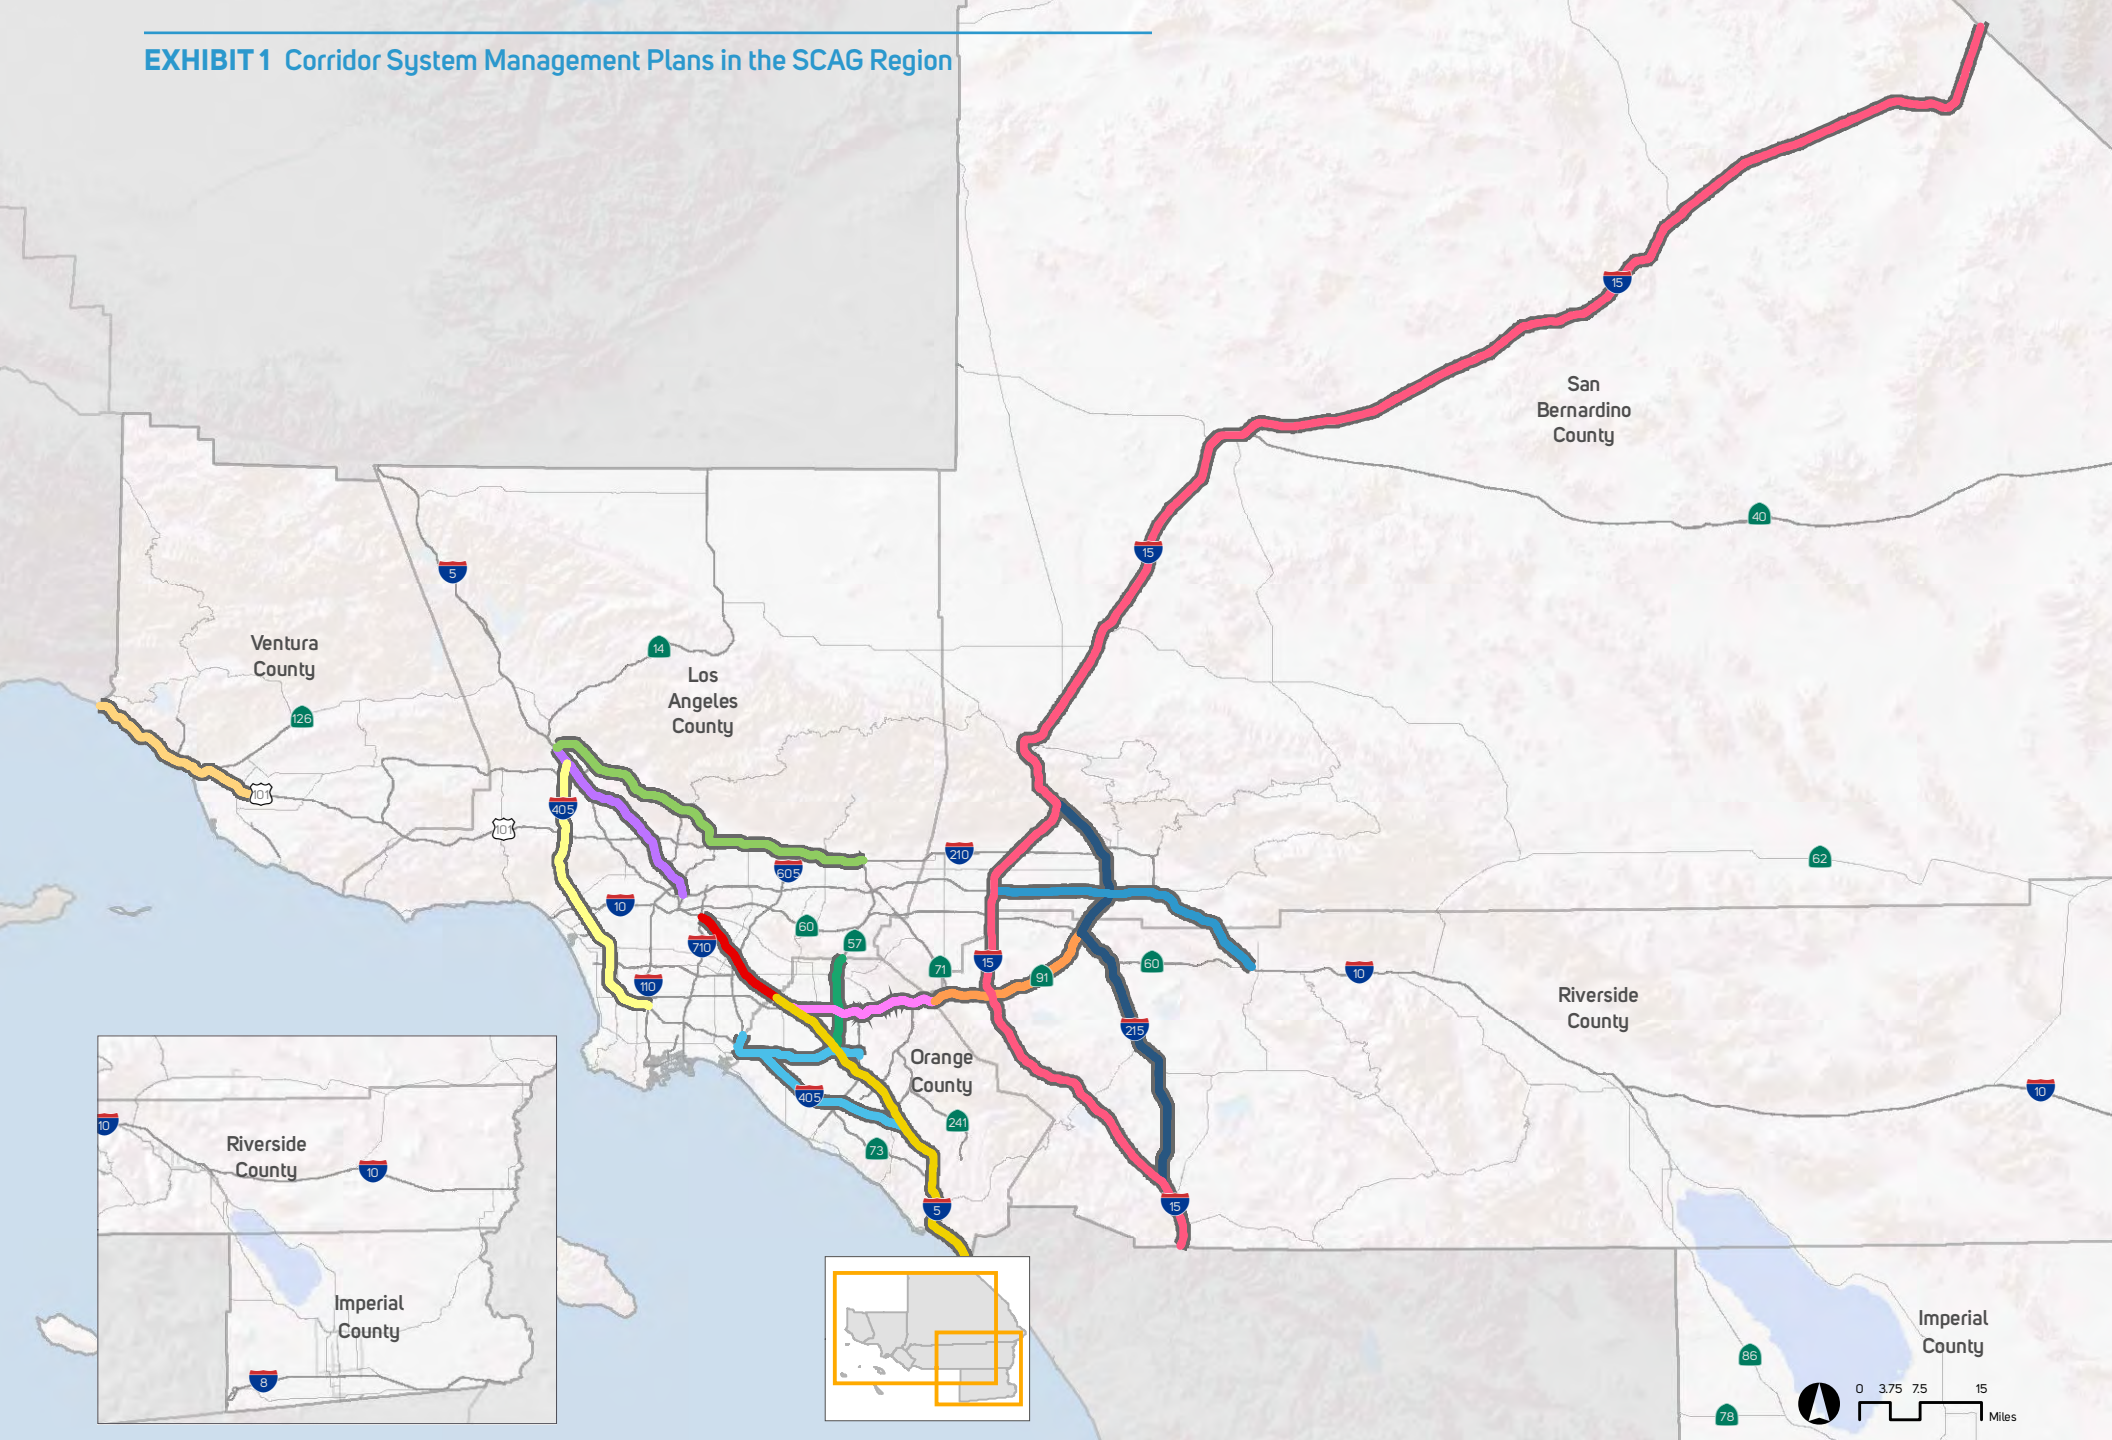 EXHIBIT 1 Corridor System Management Plans in the SCAG Region
15
San
Bernardino
County
40
15
5
Ventura
County
14
Los
Angeles
County
126
101
405
101
210
62
605
10
60
57
710
71
15
91
60
10
110
Riverside
County
215
Orange
County
10
405
241
73
15
5
10
Riverside
County
10
Imperial
County
8
Imperial
County
86
78
0 3.75 7.5 15
Miles